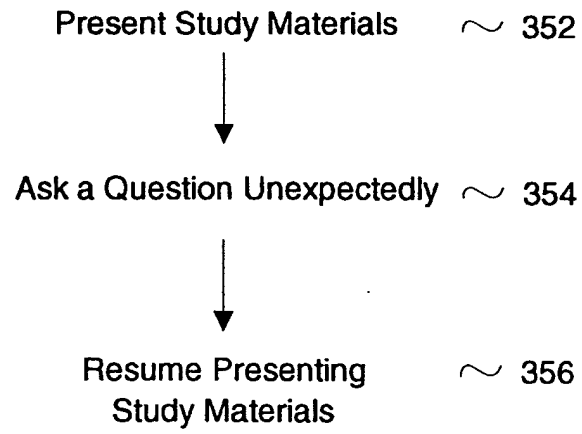 Present Study Materials ~ 352
Ask a Question Unexpectedly ~ 354
Resume Presenting ~ 356
Study Materials